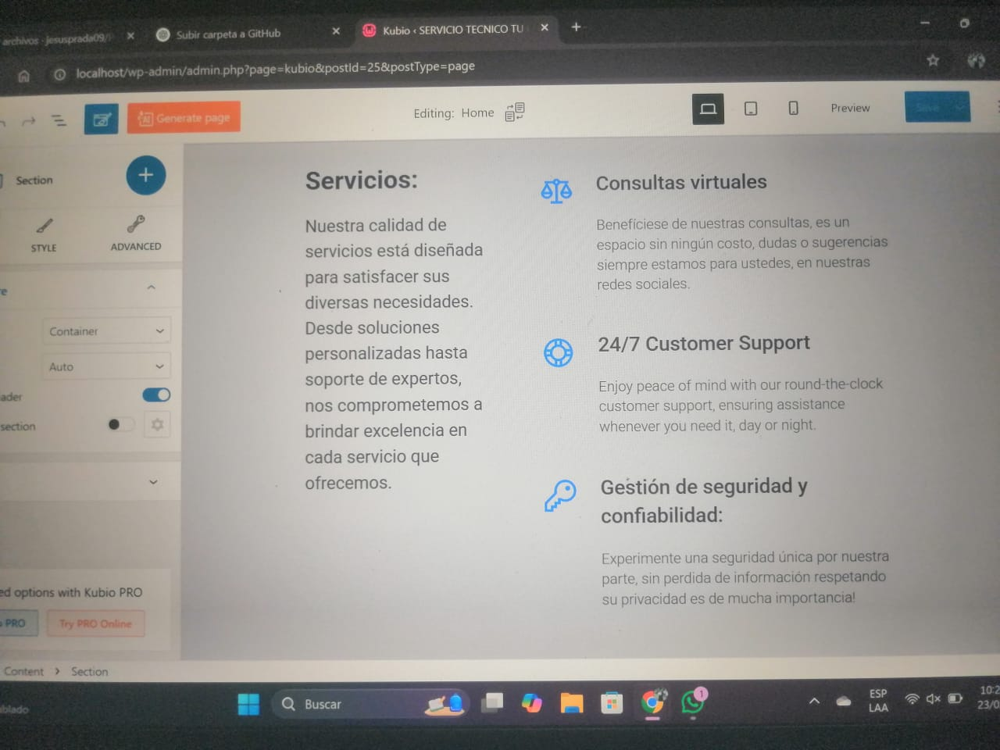 archivos · jesusprada09/
Subir carpeta a GitHub
Kubio ‹ SERVICIO TECNICO TU
localhost/wp-admin/admin.php?page=kubio&postId=25&postType=page
AI Generate page
Editing: Home
Preview
Save
Section
STYLE
ADVANCED
Container
Auto
ader
section
ed options with Kubio PRO
PRO
Try PRO Online
Servicios:
Nuestra calidad de
servicios está diseñada
para satisfacer sus
diversas necesidades.
Desde soluciones
personalizadas hasta
soporte de expertos,
nos comprometemos a
brindar excelencia en
cada servicio que
ofrecemos.
Consultas virtuales
Benefíciese de nuestras consultas, es un
espacio sin ningún costo, dudas o sugerencias
siempre estamos para ustedes, en nuestras
redes sociales.
24/7 Customer Support
Enjoy peace of mind with our round-the-clock
customer support, ensuring assistance
whenever you need it, day or night.
Gestión de seguridad y
confiabilidad:
Experimente una seguridad única por nuestra
parte, sin perdida de información respetando
su privacidad es de mucha importancia!
Content > Section
ublado
Buscar
1
ESP
LAA
10:2
23/0